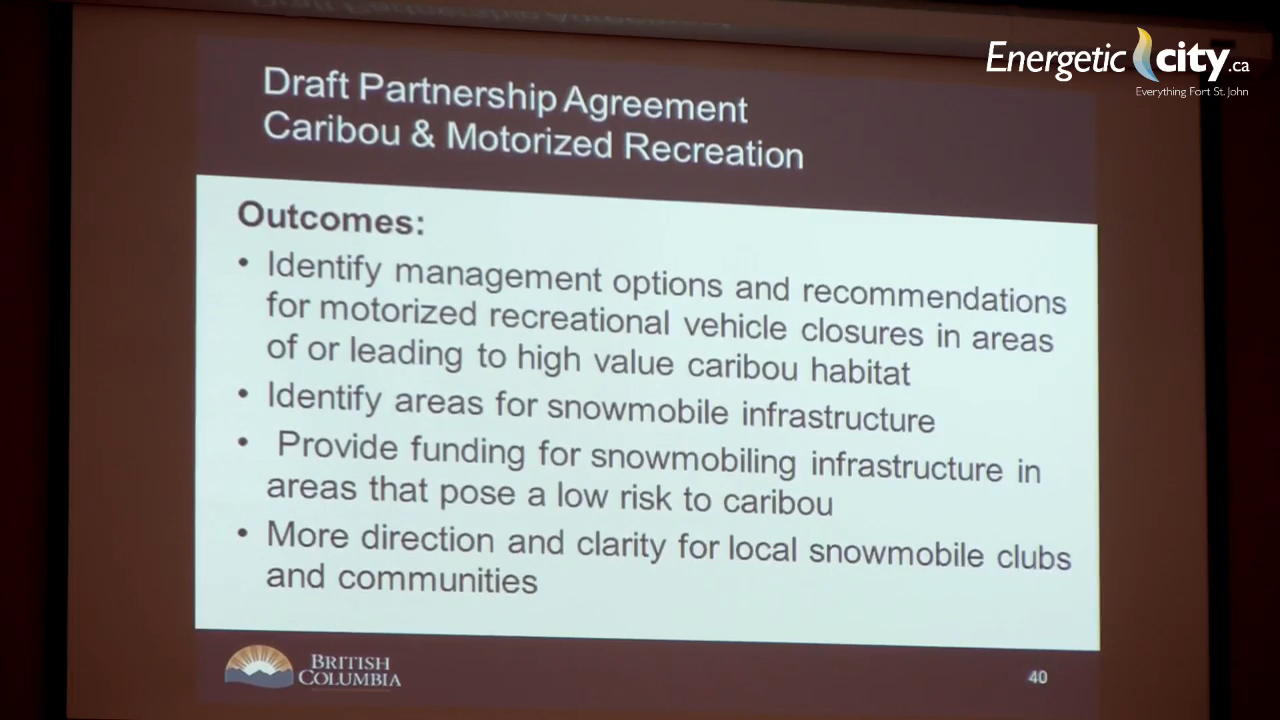 Energetic city.ca
Everything Fort St. John
Draft Partnership Agreement
Caribou & Motorized Recreation
Outcomes:
• Identify management options and recommendations
for motorized recreational vehicle closures in areas
of or leading to high value caribou habitat
• Identify areas for snowmobile infrastructure
• Provide funding for snowmobiling infrastructure in
areas that pose a low risk to caribou
• More direction and clarity for local snowmobile clubs
and communities
BRITISH
COLUMBIA
40